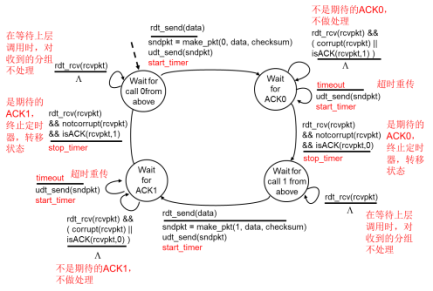 不是期待的ACK0,
不做处理
rdt_send(data)
sndpkt = make_pkt(0, data, checksum)
udt_send(sndpkt)
start_timer
rdt_rcv(rcvpkt) &&
( corrupt(rcvpkt) ||
isACK(rcvpkt,1) )
Λ
在等待上层
调用时,对
收到的分组
不处理
rdt_rcv(rcvpkt)
Λ
Wait for
call 0from
above
Wait
for
ACK0
timeout
超时重传
udt_send(sndpkt)
start_timer
是期待的
ACK1,
终止定时
器,转移
状态
rdt_rcv(rcvpkt)
&& notcorrupt(rcvpkt)
&& isACK(rcvpkt,1)
stop_timer
rdt_rcv(rcvpkt)
&& notcorrupt(rcvpkt)
&& isACK(rcvpkt,0)
stop_timer
是期待的
ACK0,
终止定时
器,转移
状态
timeout
超时重传
udt_send(sndpkt)
start_timer
Wait
for
ACK1
Wait for
call 1 from
above
rdt_rcv(rcvpkt)
Λ
在等待上层
调用时,对
收到的分组
不处理
rdt_rcv(rcvpkt) &&
( corrupt(rcvpkt) ||
isACK(rcvpkt,0) )
Λ
不是期待的ACK1,
不做处理
rdt_send(data)
sndpkt = make_pkt(1, data, checksum)
udt_send(sndpkt)
start_timer